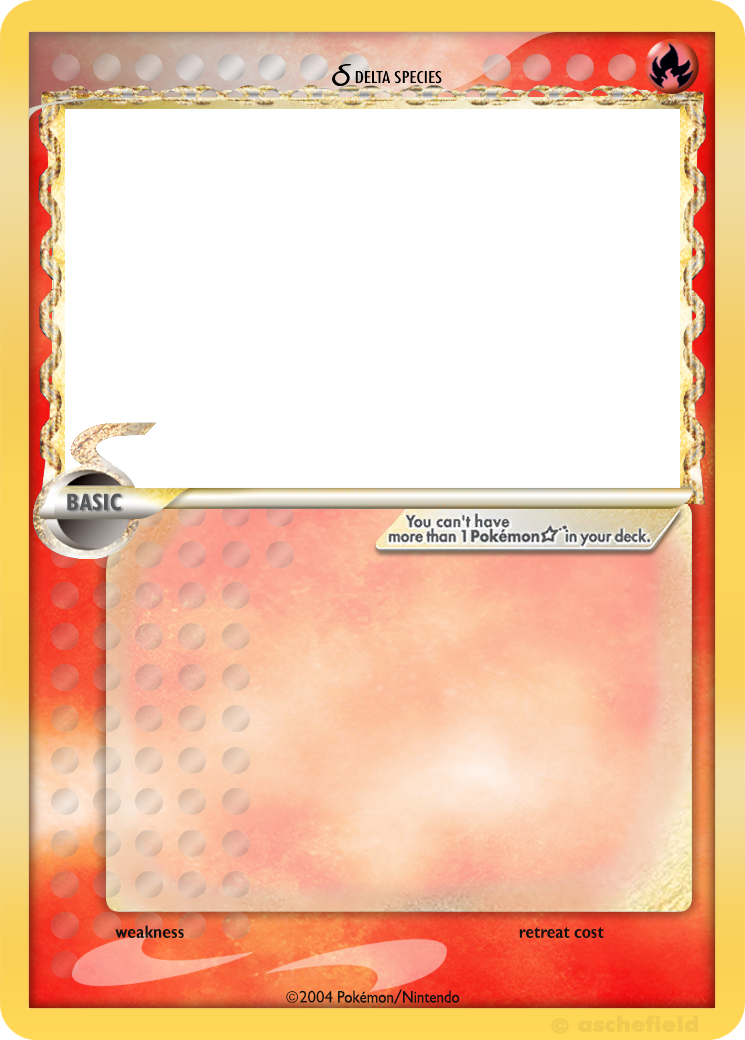 δ DELTA SPECIES
BASIC
You can't have
more than 1 Pokémon☆ in your deck.
weakness retreat cost
©2004 Pokémon/Nintendo
© aschefield